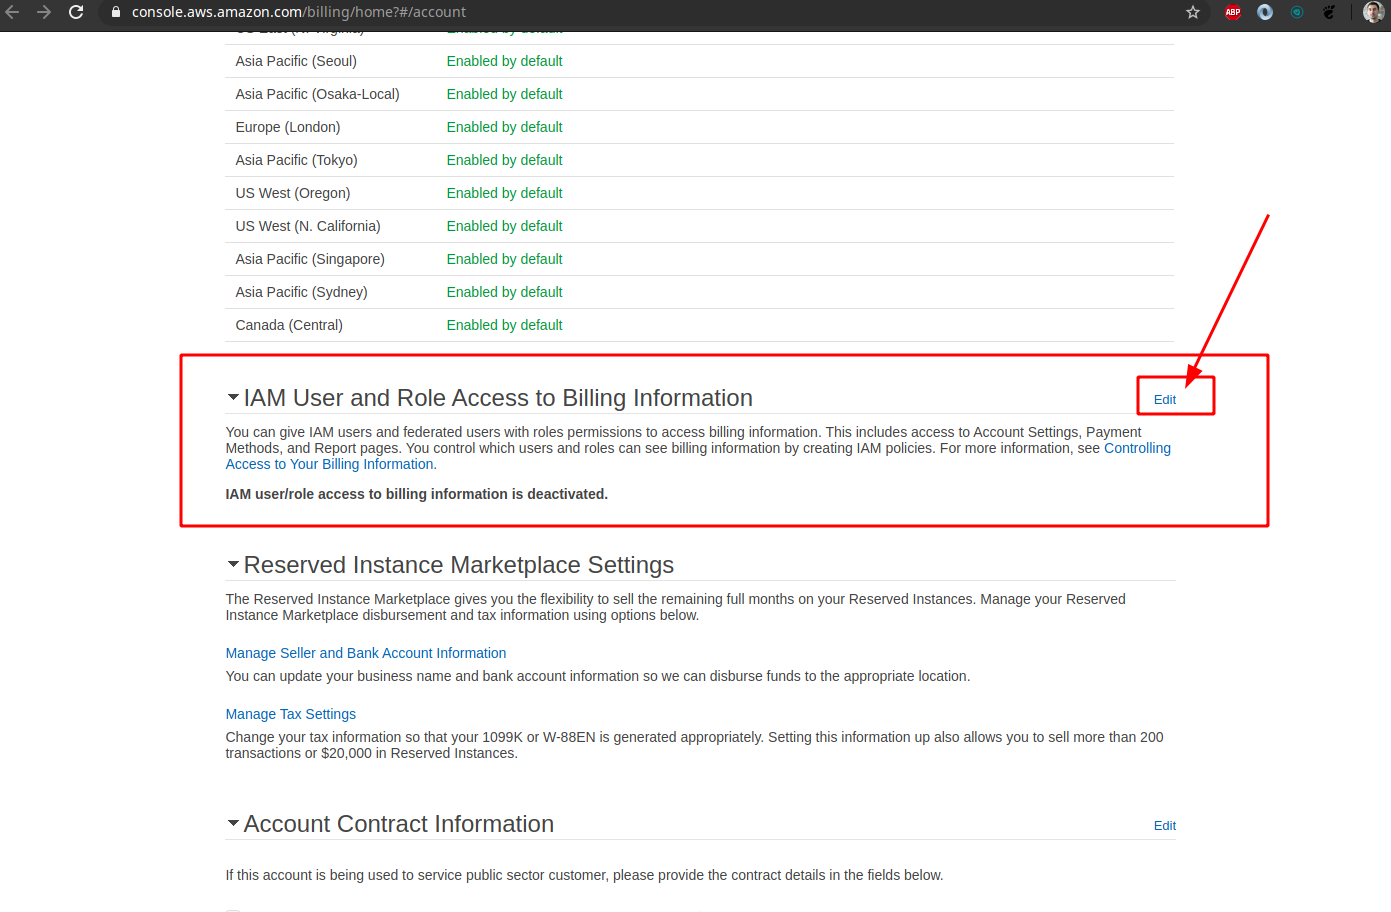 console.aws.amazon.com/billing/home?#/account
ABP
US East (N. Virginia) Enabled by default
Asia Pacific (Seoul) Enabled by default
Asia Pacific (Osaka-Local) Enabled by default
Europe (London) Enabled by default
Asia Pacific (Tokyo) Enabled by default
US West (Oregon) Enabled by default
US West (N. California) Enabled by default
Asia Pacific (Singapore) Enabled by default
Asia Pacific (Sydney) Enabled by default
Canada (Central) Enabled by default
IAM User and Role Access to Billing Information Edit
You can give IAM users and federated users with roles permissions to access billing information. This includes access to Account Settings, Payment
Methods, and Report pages. You control which users and roles can see billing information by creating IAM policies. For more information, see Controlling
Access to Your Billing Information.
IAM user/role access to billing information is deactivated.
Reserved Instance Marketplace Settings
The Reserved Instance Marketplace gives you the flexibility to sell the remaining full months on your Reserved Instances. Manage your Reserved
Instance Marketplace disbursement and tax information using options below.
Manage Seller and Bank Account Information
You can update your business name and bank account information so we can disburse funds to the appropriate location.
Manage Tax Settings
Change your tax information so that your 1099K or W-88EN is generated appropriately. Setting this information up also allows you to sell more than 200
transactions or $20,000 in Reserved Instances.
Account Contract Information Edit
If this account is being used to service public sector customer, please provide the contract details in the fields below.